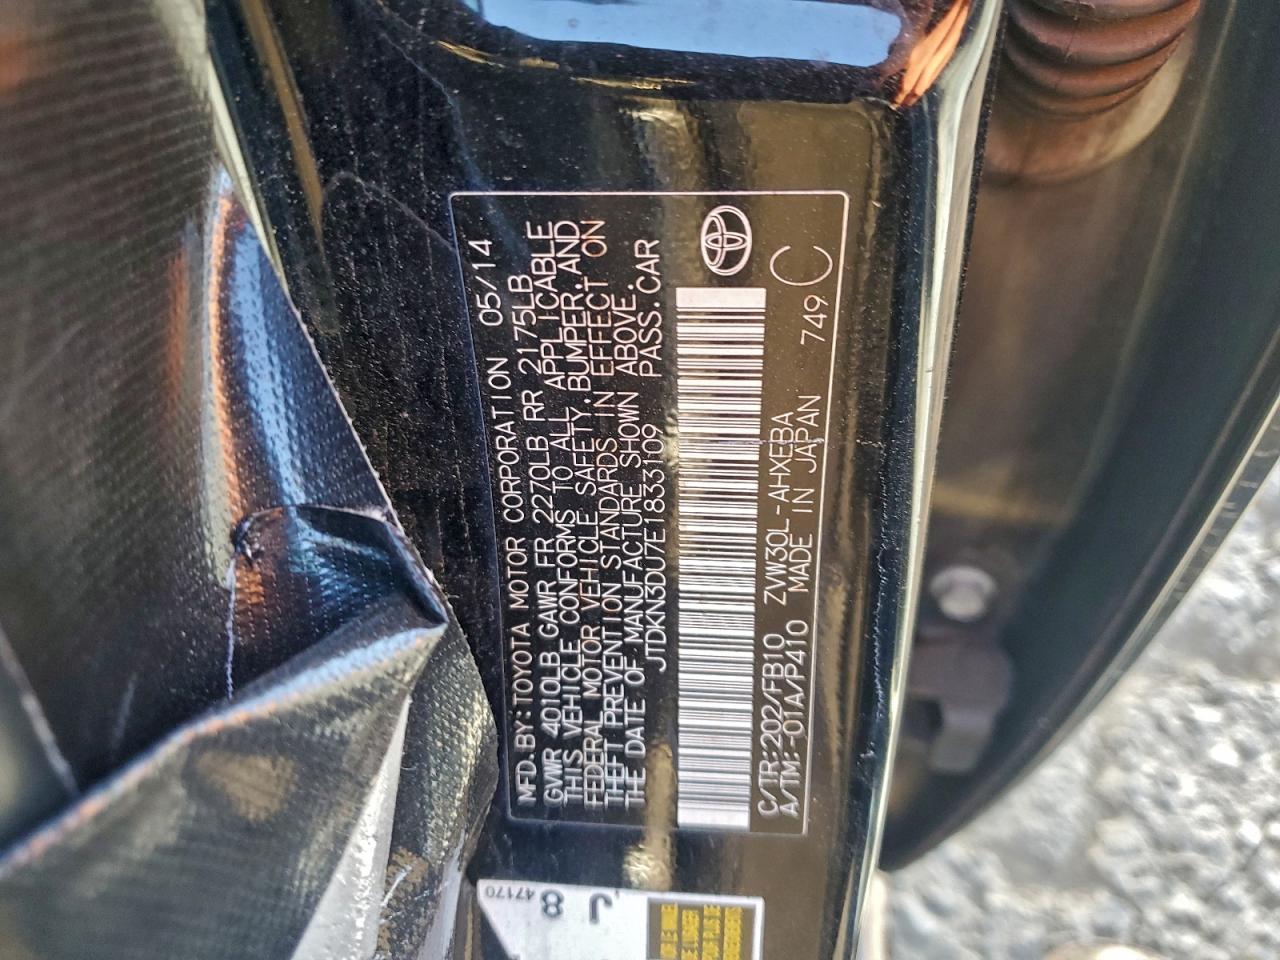 MFD.BY:TOYOTA MOTOR CORPORATION 05/14
GVWR 4010LB GAWR FR 2270LB RR 2175LB
THIS VEHICLE CONFORMS TO ALL APPLICABLE
FEDERAL MOTOR VEHICLE SAFETY,BUMPER,AND
THEFT PREVENTION STANDARDS IN EFFECT ON
THE DATE OF MANUFACTURE SHOWN ABOVE.
JTDKN3DU7E1833109 PASS.CAR
C/TR:202/FB10 ZVW30L-AHXEBA
A/TM:-01A/P410 MADE IN JAPAN 749 C
J 8
47170